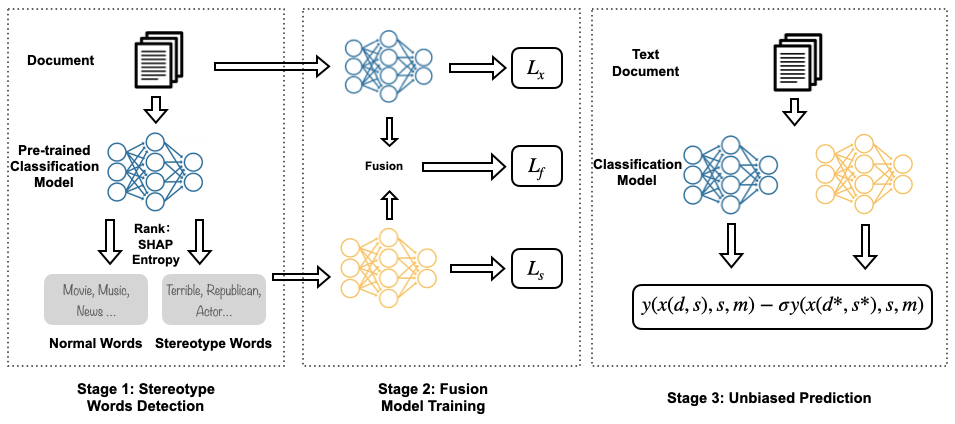 Document
Pre-trained
Classification
Model
Rank:
SHAP
Entropy
Movie, Music,
News ...
Terrible, Republican,
Actor...
Normal Words
Stereotype Words
Stage 1: Stereotype
Words Detection
L_x
Fusion
L_f
L_s
Stage 2: Fusion
Model Training
Text
Document
Classification
Model
y(x(d, s), s, m) − σy(x(d*, s*), s, m)
Stage 3: Unbiased Prediction